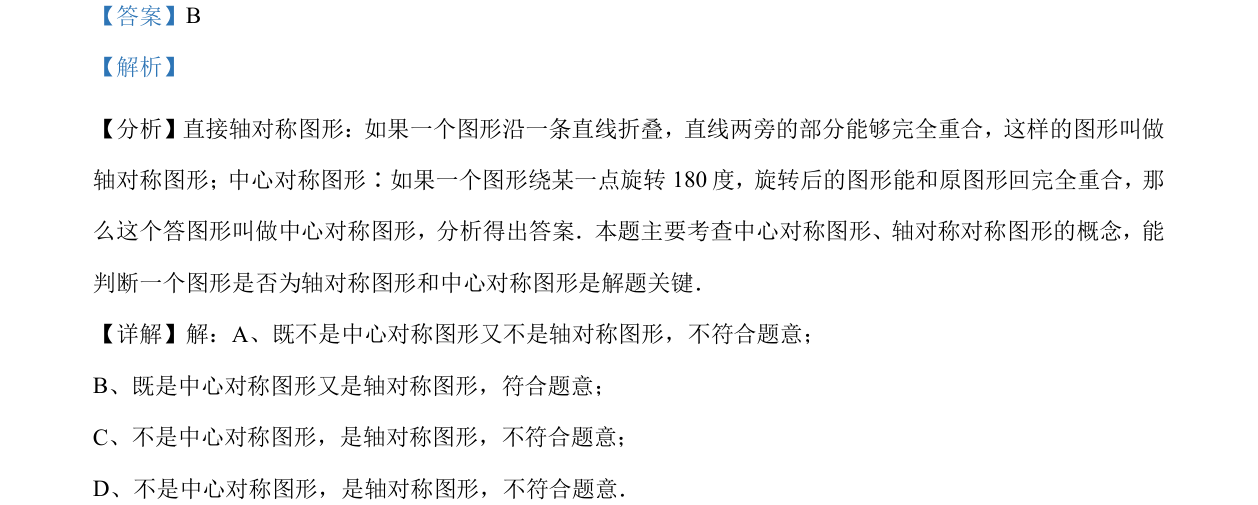 【答案】B
【解析】
【分析】直接轴对称图形：如果一个图形沿一条直线折叠，直线两旁的部分能够完全重合，这样的图形叫做
轴对称图形；中心对称图形∶如果一个图形绕某一点旋转 180 度，旋转后的图形能和原图形回完全重合，那
么这个答图形叫做中心对称图形，分析得出答案．本题主要考查中心对称图形、轴对称对称图形的概念，能
判断一个图形是否为轴对称图形和中心对称图形是解题关键．
【详解】解：A、既不是中心对称图形又不是轴对称图形，不符合题意；
B、既是中心对称图形又是轴对称图形，符合题意；
C、不是中心对称图形，是轴对称图形，不符合题意；
D、不是中心对称图形，是轴对称图形，不符合题意．